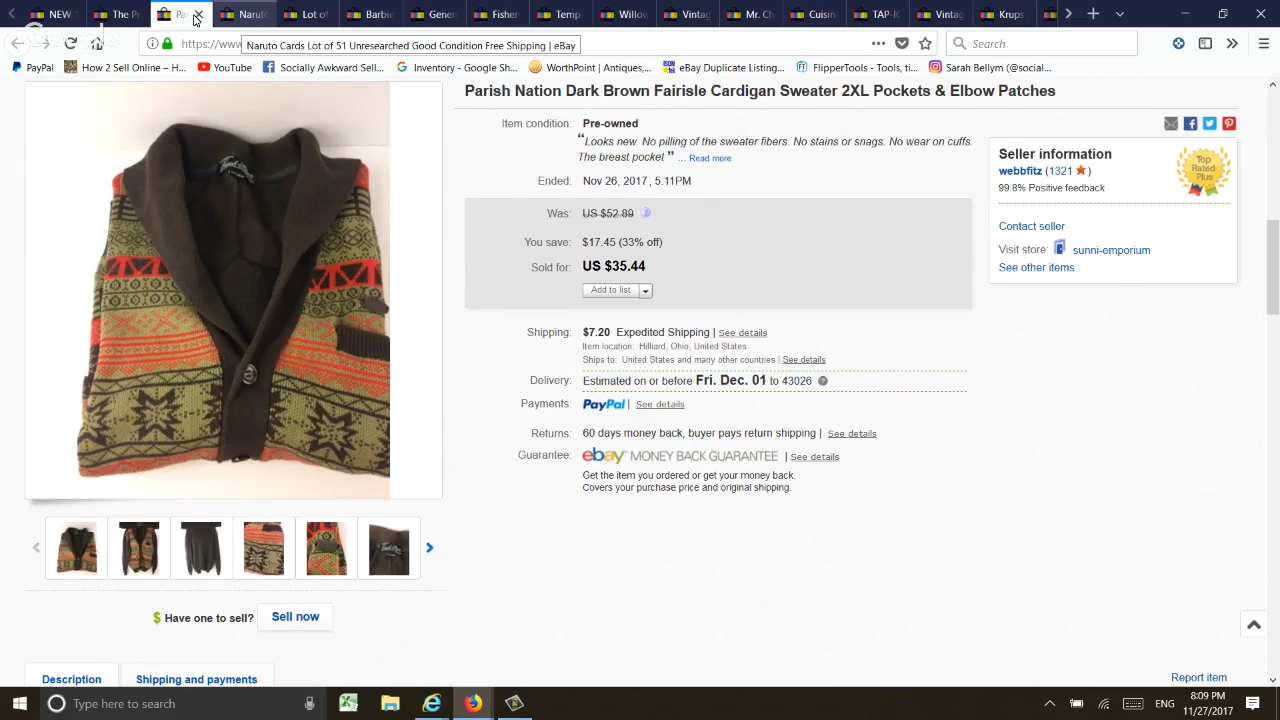 NEW
The Pr
Pa
Naruto
Lot of
Barbie
Gener
Fisher
Temp
Willow
Vintag
Mr. Ch
Cuisin
TAP-I
Vintag
Krups
https://www
Search
Naruto Cards Lot of 51 Unresearched Good Condition Free Shipping | eBay
PayPal
How 2 Sell Online – H...
YouTube
Socially Awkward Sell...
Inventory - Google Sh...
WorthPoint | Antiques,...
eBay Duplicate Listing...
FlipperTools - Tools, ti...
Sarah Bellym (@social...
Parish Nation Dark Brown Fairisle Cardigan Sweater 2XL Pockets & Elbow Patches
Item condition: Pre-owned
“Looks new. No pilling of the sweater fibers. No stains or snags. No wear on cuffs.
The breast pocket ” ... Read more
Ended: Nov 26, 2017 , 5:11PM
Was: US $52.89
You save: $17.45 (33% off)
Sold for: US $35.44
Add to list
Shipping: $7.20 Expedited Shipping | See details
Item location: Hilliard, Ohio, United States
Ships to: United States and many other countries | See details
Delivery: Estimated on or before Fri. Dec. 01 to 43026
Payments: PayPal | See details
Returns: 60 days money back, buyer pays return shipping | See details
Guarantee: ebay MONEY BACK GUARANTEE | See details
Get the item you ordered or get your money back.
Covers your purchase price and original shipping.
Seller information
webbfitz (1321 )
99.8% Positive feedback
Top
Rated
Plus
Contact seller
Visit store: sunni-emporium
See other items
Have one to sell? Sell now
Description
Shipping and payments
Report item
Type here to search
ENG
8:09 PM
11/27/2017